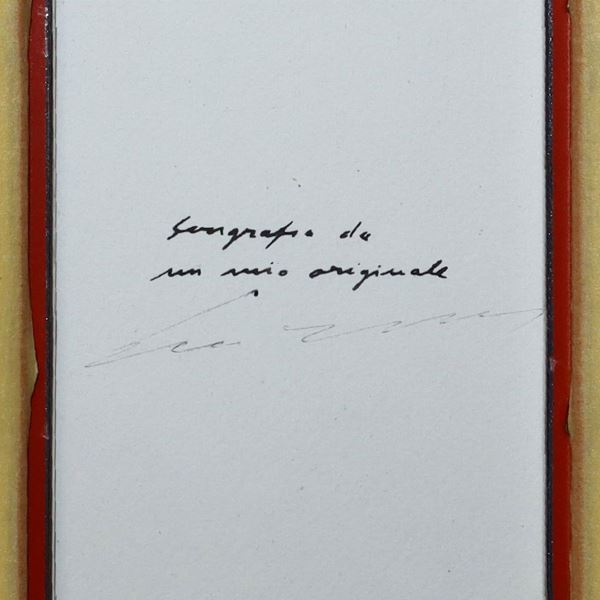 Serigrafia da
un mio originale